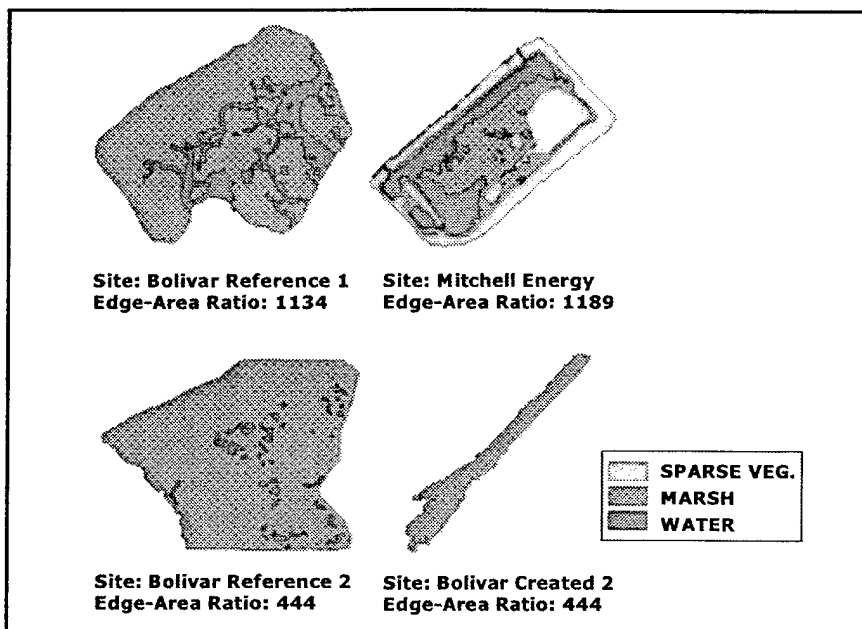 Site: Bolivar Reference 1
Edge-Area Ratio: 1134
Site: Mitchell Energy
Edge-Area Ratio: 1189
Site: Bolivar Reference 2
Edge-Area Ratio: 444
Site: Bolivar Created 2
Edge-Area Ratio: 444
SPARSE VEG.
MARSH
WATER